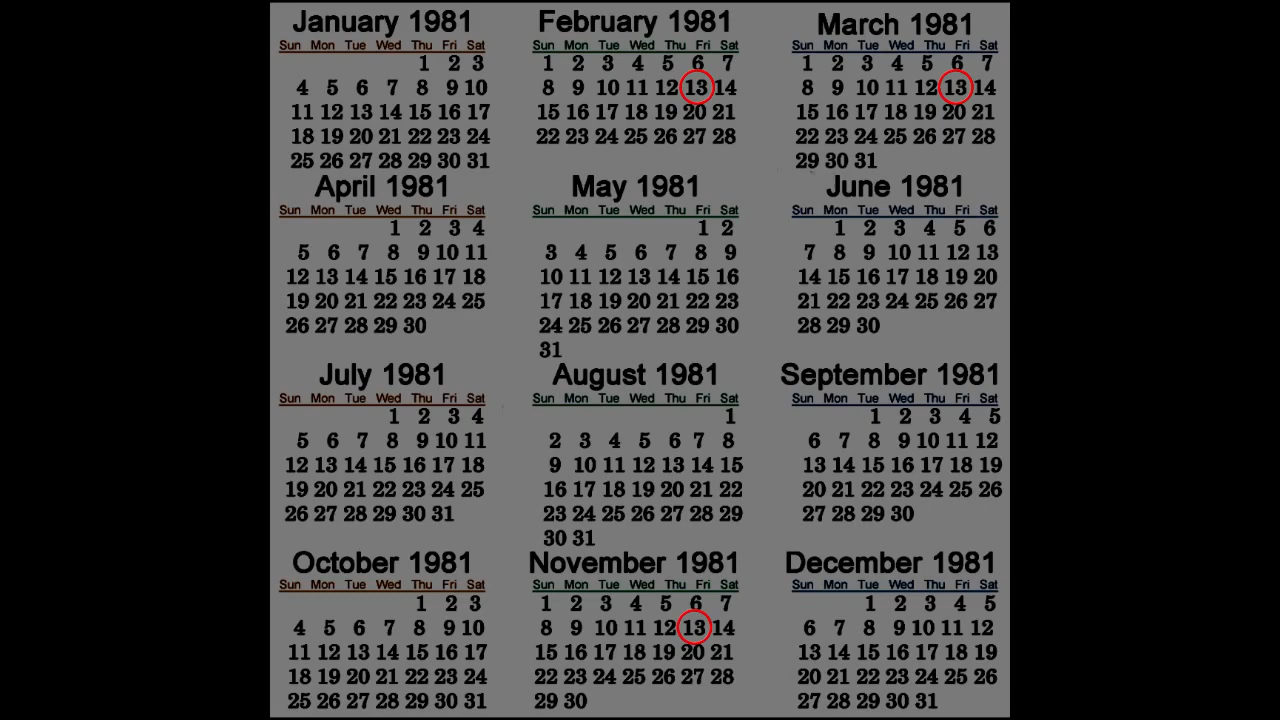 January 1981
Sun Mon Tue Wed Thu Fri Sat
1 2 3
4 5 6 7 8 9 10
11 12 13 14 15 16 17
18 19 20 21 22 23 24
25 26 27 28 29 30 31
February 1981
Sun Mon Tue Wed Thu Fri Sat
1 2 3 4 5 6 7
8 9 10 11 12 13 14
15 16 17 18 19 20 21
22 23 24 25 26 27 28
March 1981
Sun Mon Tue Wed Thu Fri Sat
1 2 3 4 5 6 7
8 9 10 11 12 13 14
15 16 17 18 19 20 21
22 23 24 25 26 27 28
29 30 31
April 1981
Sun Mon Tue Wed Thu Fri Sat
1 2 3 4
5 6 7 8 9 10 11
12 13 14 15 16 17 18
19 20 21 22 23 24 25
26 27 28 29 30
May 1981
Sun Mon Tue Wed Thu Fri Sat
1 2
3 4 5 6 7 8 9
10 11 12 13 14 15 16
17 18 19 20 21 22 23
24 25 26 27 28 29 30
31
June 1981
Sun Mon Tue Wed Thu Fri Sat
1 2 3 4 5 6
7 8 9 10 11 12 13
14 15 16 17 18 19 20
21 22 23 24 25 26 27
28 29 30
July 1981
Sun Mon Tue Wed Thu Fri Sat
1 2 3 4
5 6 7 8 9 10 11
12 13 14 15 16 17 18
19 20 21 22 23 24 25
26 27 28 29 30 31
August 1981
Sun Mon Tue Wed Thu Fri Sat
1
2 3 4 5 6 7 8
9 10 11 12 13 14 15
16 17 18 19 20 21 22
23 24 25 26 27 28 29
30 31
September 1981
Sun Mon Tue Wed Thu Fri Sat
1 2 3 4 5
6 7 8 9 10 11 12
13 14 15 16 17 18 19
20 21 22 23 24 25 26
27 28 29 30
October 1981
Sun Mon Tue Wed Thu Fri Sat
1 2 3
4 5 6 7 8 9 10
11 12 13 14 15 16 17
18 19 20 21 22 23 24
25 26 27 28 29 30 31
November 1981
Sun Mon Tue Wed Thu Fri Sat
1 2 3 4 5 6 7
8 9 10 11 12 13 14
15 16 17 18 19 20 21
22 23 24 25 26 27 28
29 30
December 1981
Sun Mon Tue Wed Thu Fri Sat
1 2 3 4 5
6 7 8 9 10 11 12
13 14 15 16 17 18 19
20 21 22 23 24 25 26
27 28 29 30 31